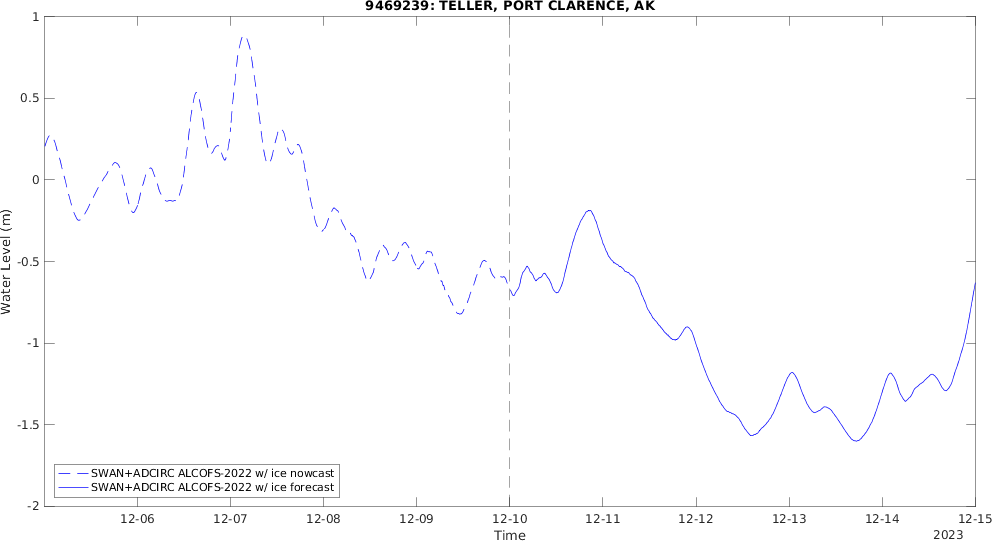 9469239: TELLER, PORT CLARENCE, AK
1
0.5
0
-0.5
-1
-1.5
-2
Water Level (m)
SWAN+ADCIRC ALCOFS-2022 w/ ice nowcast
SWAN+ADCIRC ALCOFS-2022 w/ ice forecast
12-06 12-07 12-08 12-09 12-10 12-11 12-12 12-13 12-14 12-15
Time
2023